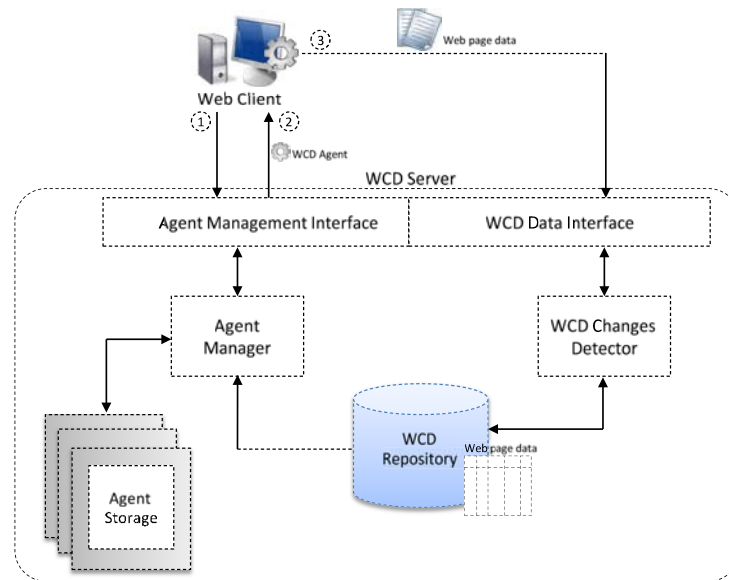 3
Web page data
Web Client
1
2
WCD Agent
WCD Server
Agent Management Interface
WCD Data Interface
Agent
Manager
WCD Changes
Detector
WCD
Repository
Web page data
Agent
Storage